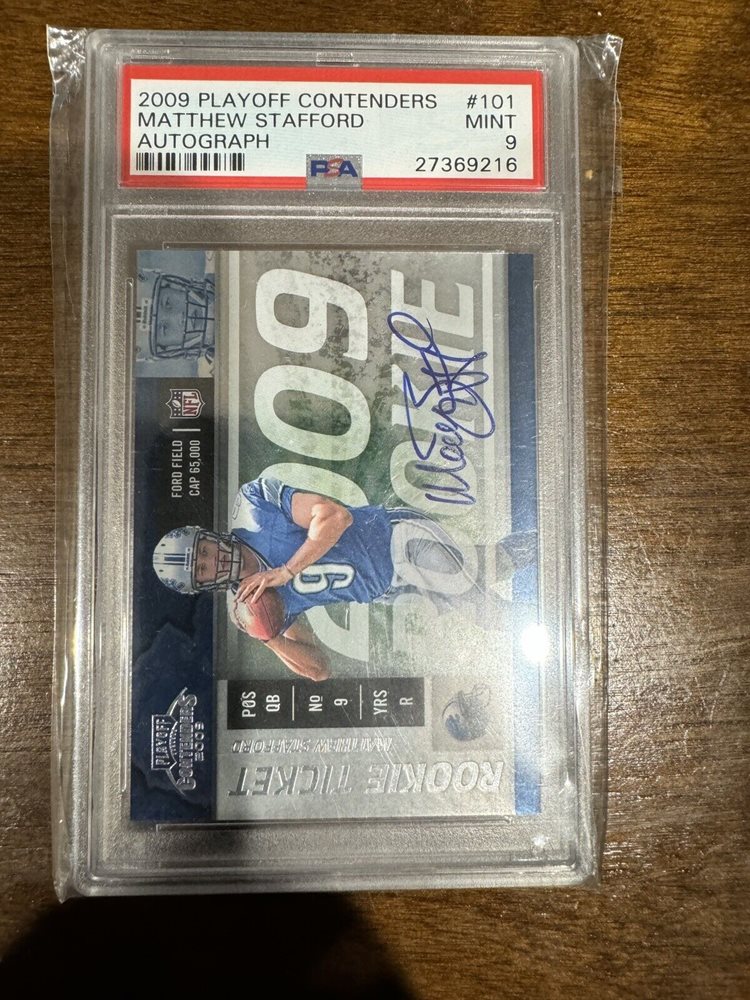 2009 PLAYOFF CONTENDERS #101
MATTHEW STAFFORD MINT
AUTOGRAPH 9
PSA 27369216
2009
ROOKIE
FORD FIELD
CAP 65,000
NFL
9
POS
QB
No
9
YRS
R
PLAYOFF
CONTENDERS
2009
MATTHEW STAFFORD
ROOKIE TICKET